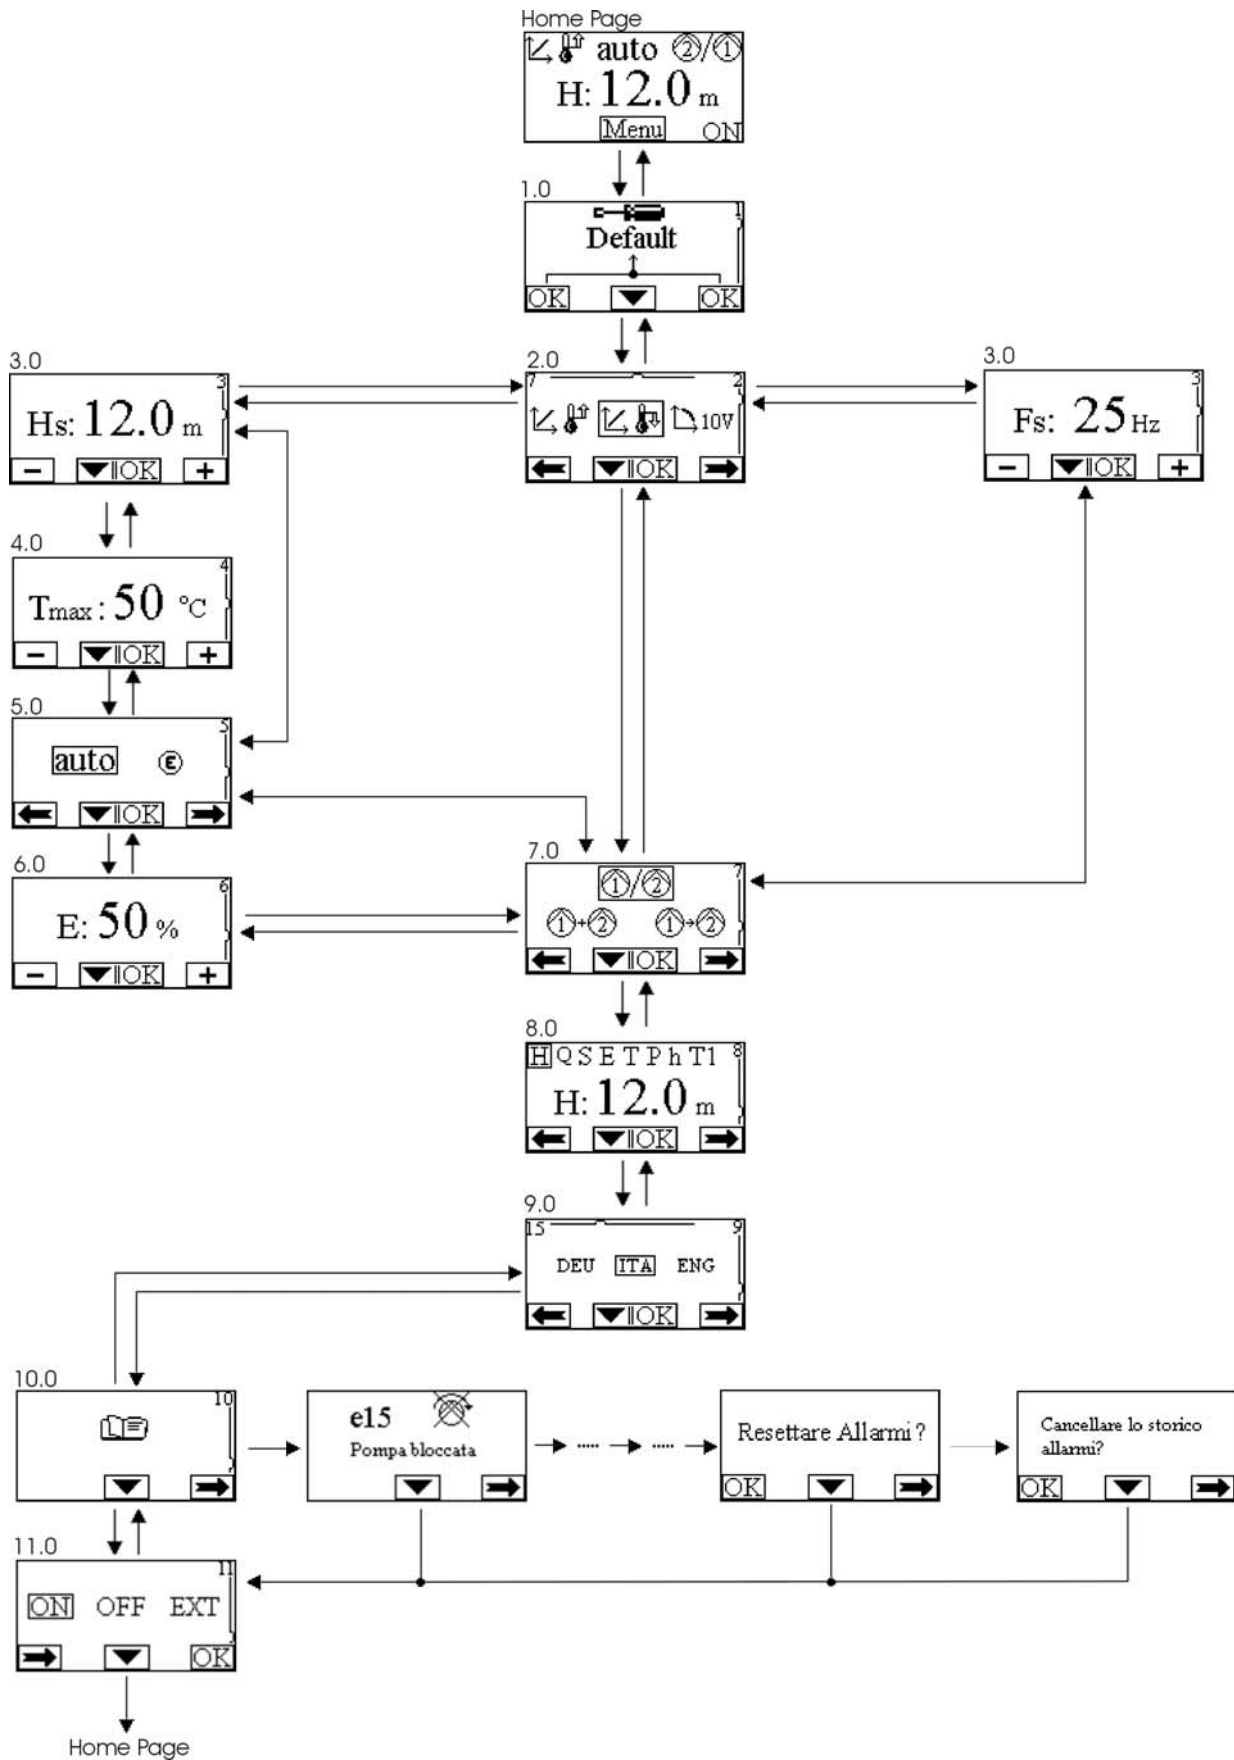 Home Page
auto 2/1
H: 12.0 m
Menu ON
1.0
1
Default
OK OK
3.0
3
Hs: 12.0 m
− OK +
2.0
7 2
10V
OK
3.0
3
Fs: 25 Hz
− OK +
4.0
4
Tmax: 50 °C
− OK +
5.0
5
auto E
OK
6.0
6
E: 50 %
− OK +
7.0
7
1/2
1+2 1→2
OK
8.0
H Q S E T P h T1 8
H: 12.0 m
OK
9.0
15 9
DEU ITA ENG
OK
10.0
10
e15
Pompa bloccata
Resettare Allarmi?
OK
Cancellare lo storico
allarmi?
OK
11.0
11
ON OFF EXT
OK
Home Page